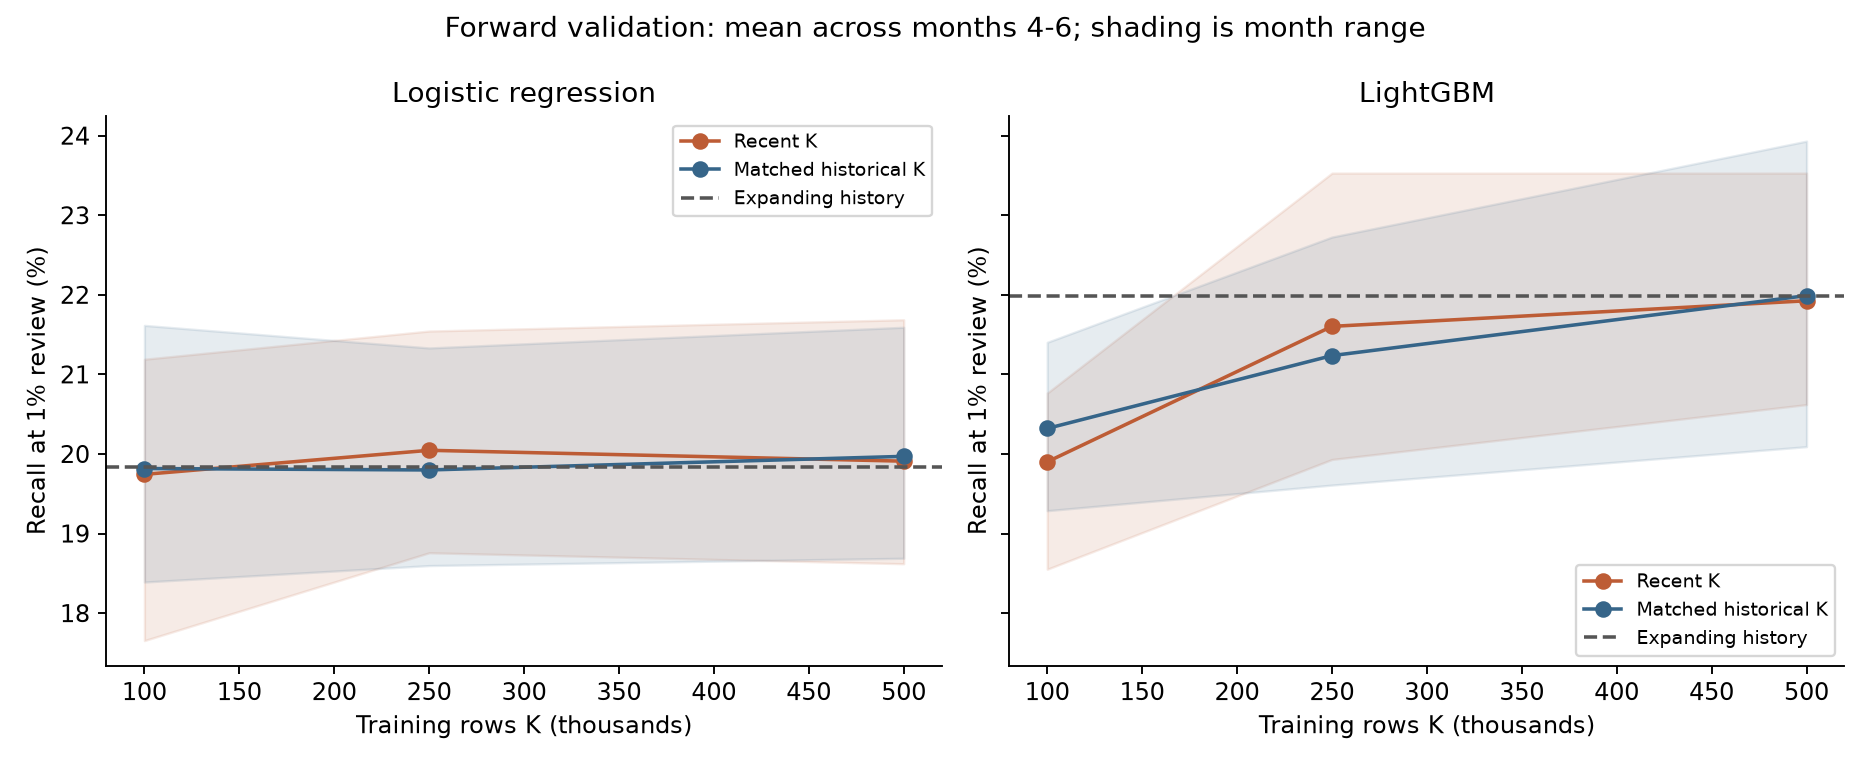 Forward validation: mean across months 4-6; shading is month range
Logistic regression
24
23
22
21
20
19
18
Recall at 1% review (%)
Recent K
Matched historical K
Expanding history
100 150 200 250 300 350 400 450 500
Training rows K (thousands)
LightGBM
Recall at 1% review (%)
Recent K
Matched historical K
Expanding history
100 150 200 250 300 350 400 450 500
Training rows K (thousands)